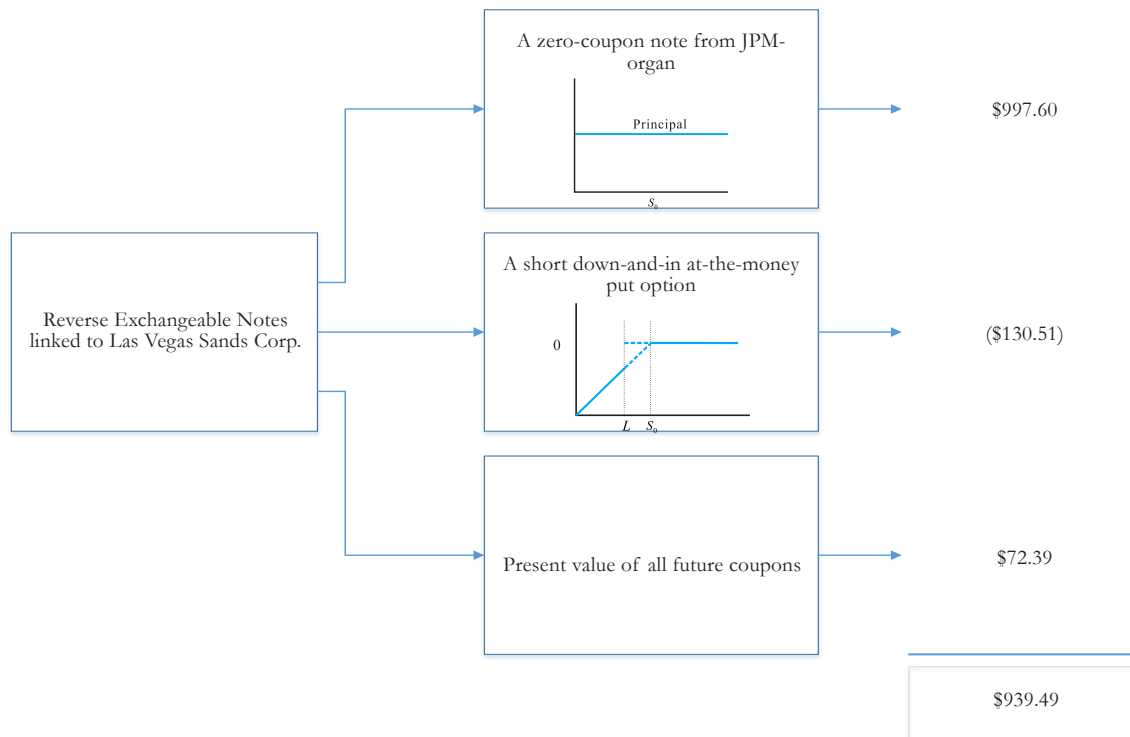 A zero-coupon note from JPM-
organ
Principal
S₀
$997.60
Reverse Exchangeable Notes
linked to Las Vegas Sands Corp.
A short down-and-in at-the-money
put option
0
L S₀
($130.51)
Present value of all future coupons
$72.39
$939.49